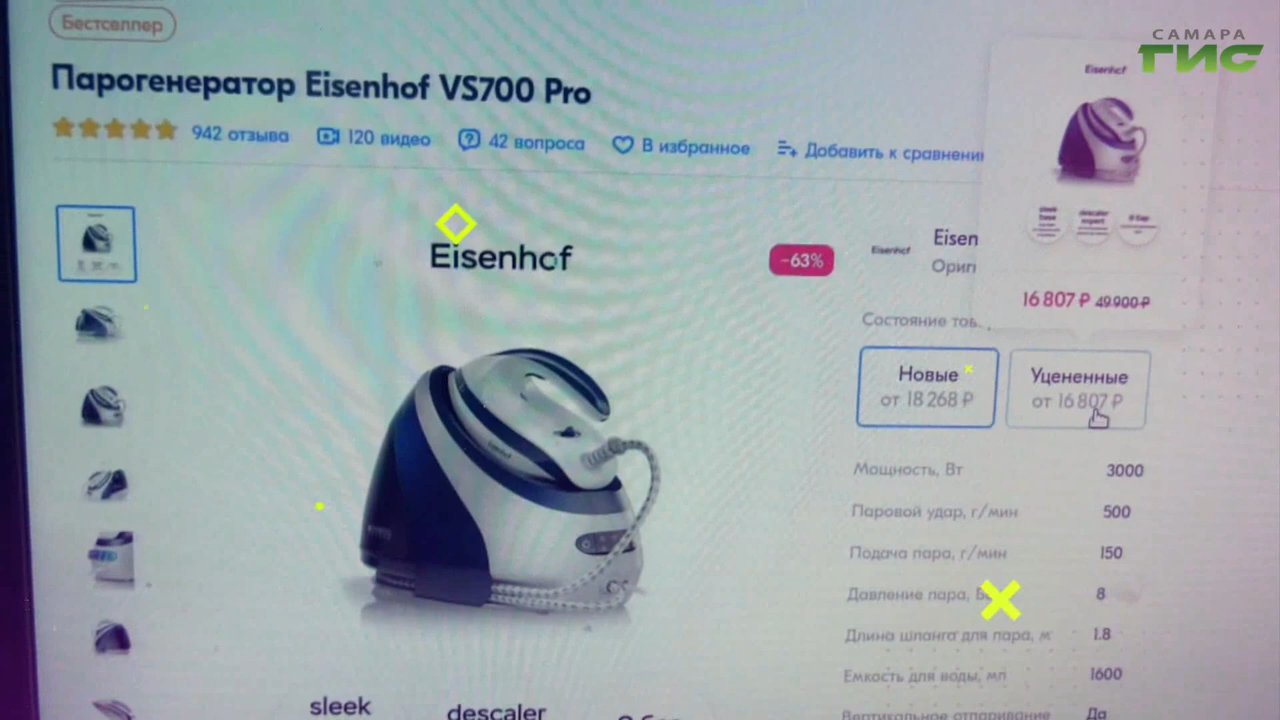 Бестселлер
САМАРА
ГИС
Парогенератор Eisenhof VS700 Pro
942 отзыва
120 видео
42 вопроса
В избранное
Добавить к сравнени
Eisenhof
Eisenhof
-63%
Eisenhof
Eisen
Ориг
16 807 ₽ 49 900 ₽
Состояние тов
Новые
от 18 268 ₽
Уцененные
от 16 807 ₽
Мощность, Вт 3000
Паровой удар, г/мин 500
Подача пара, г/мин 150
Давление пара, 8
Длина шланга для пара, м 1.8
Емкость для воды, мл 1600
Вертикальное отпаривание Да
sleek
descaler